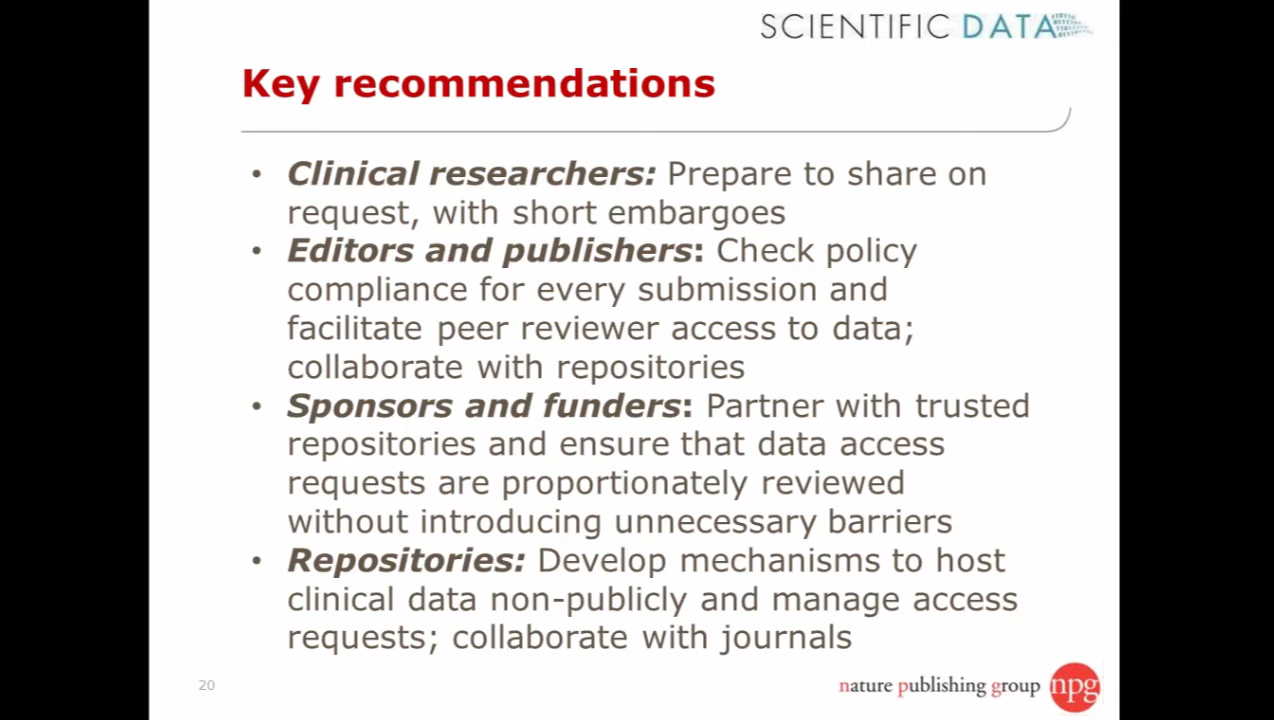 SCIENTIFIC DATA
Key recommendations
• Clinical researchers: Prepare to share on
request, with short embargoes
• Editors and publishers: Check policy
compliance for every submission and
facilitate peer reviewer access to data;
collaborate with repositories
• Sponsors and funders: Partner with trusted
repositories and ensure that data access
requests are proportionately reviewed
without introducing unnecessary barriers
• Repositories: Develop mechanisms to host
clinical data non-publicly and manage access
requests; collaborate with journals
20
nature publishing group npg